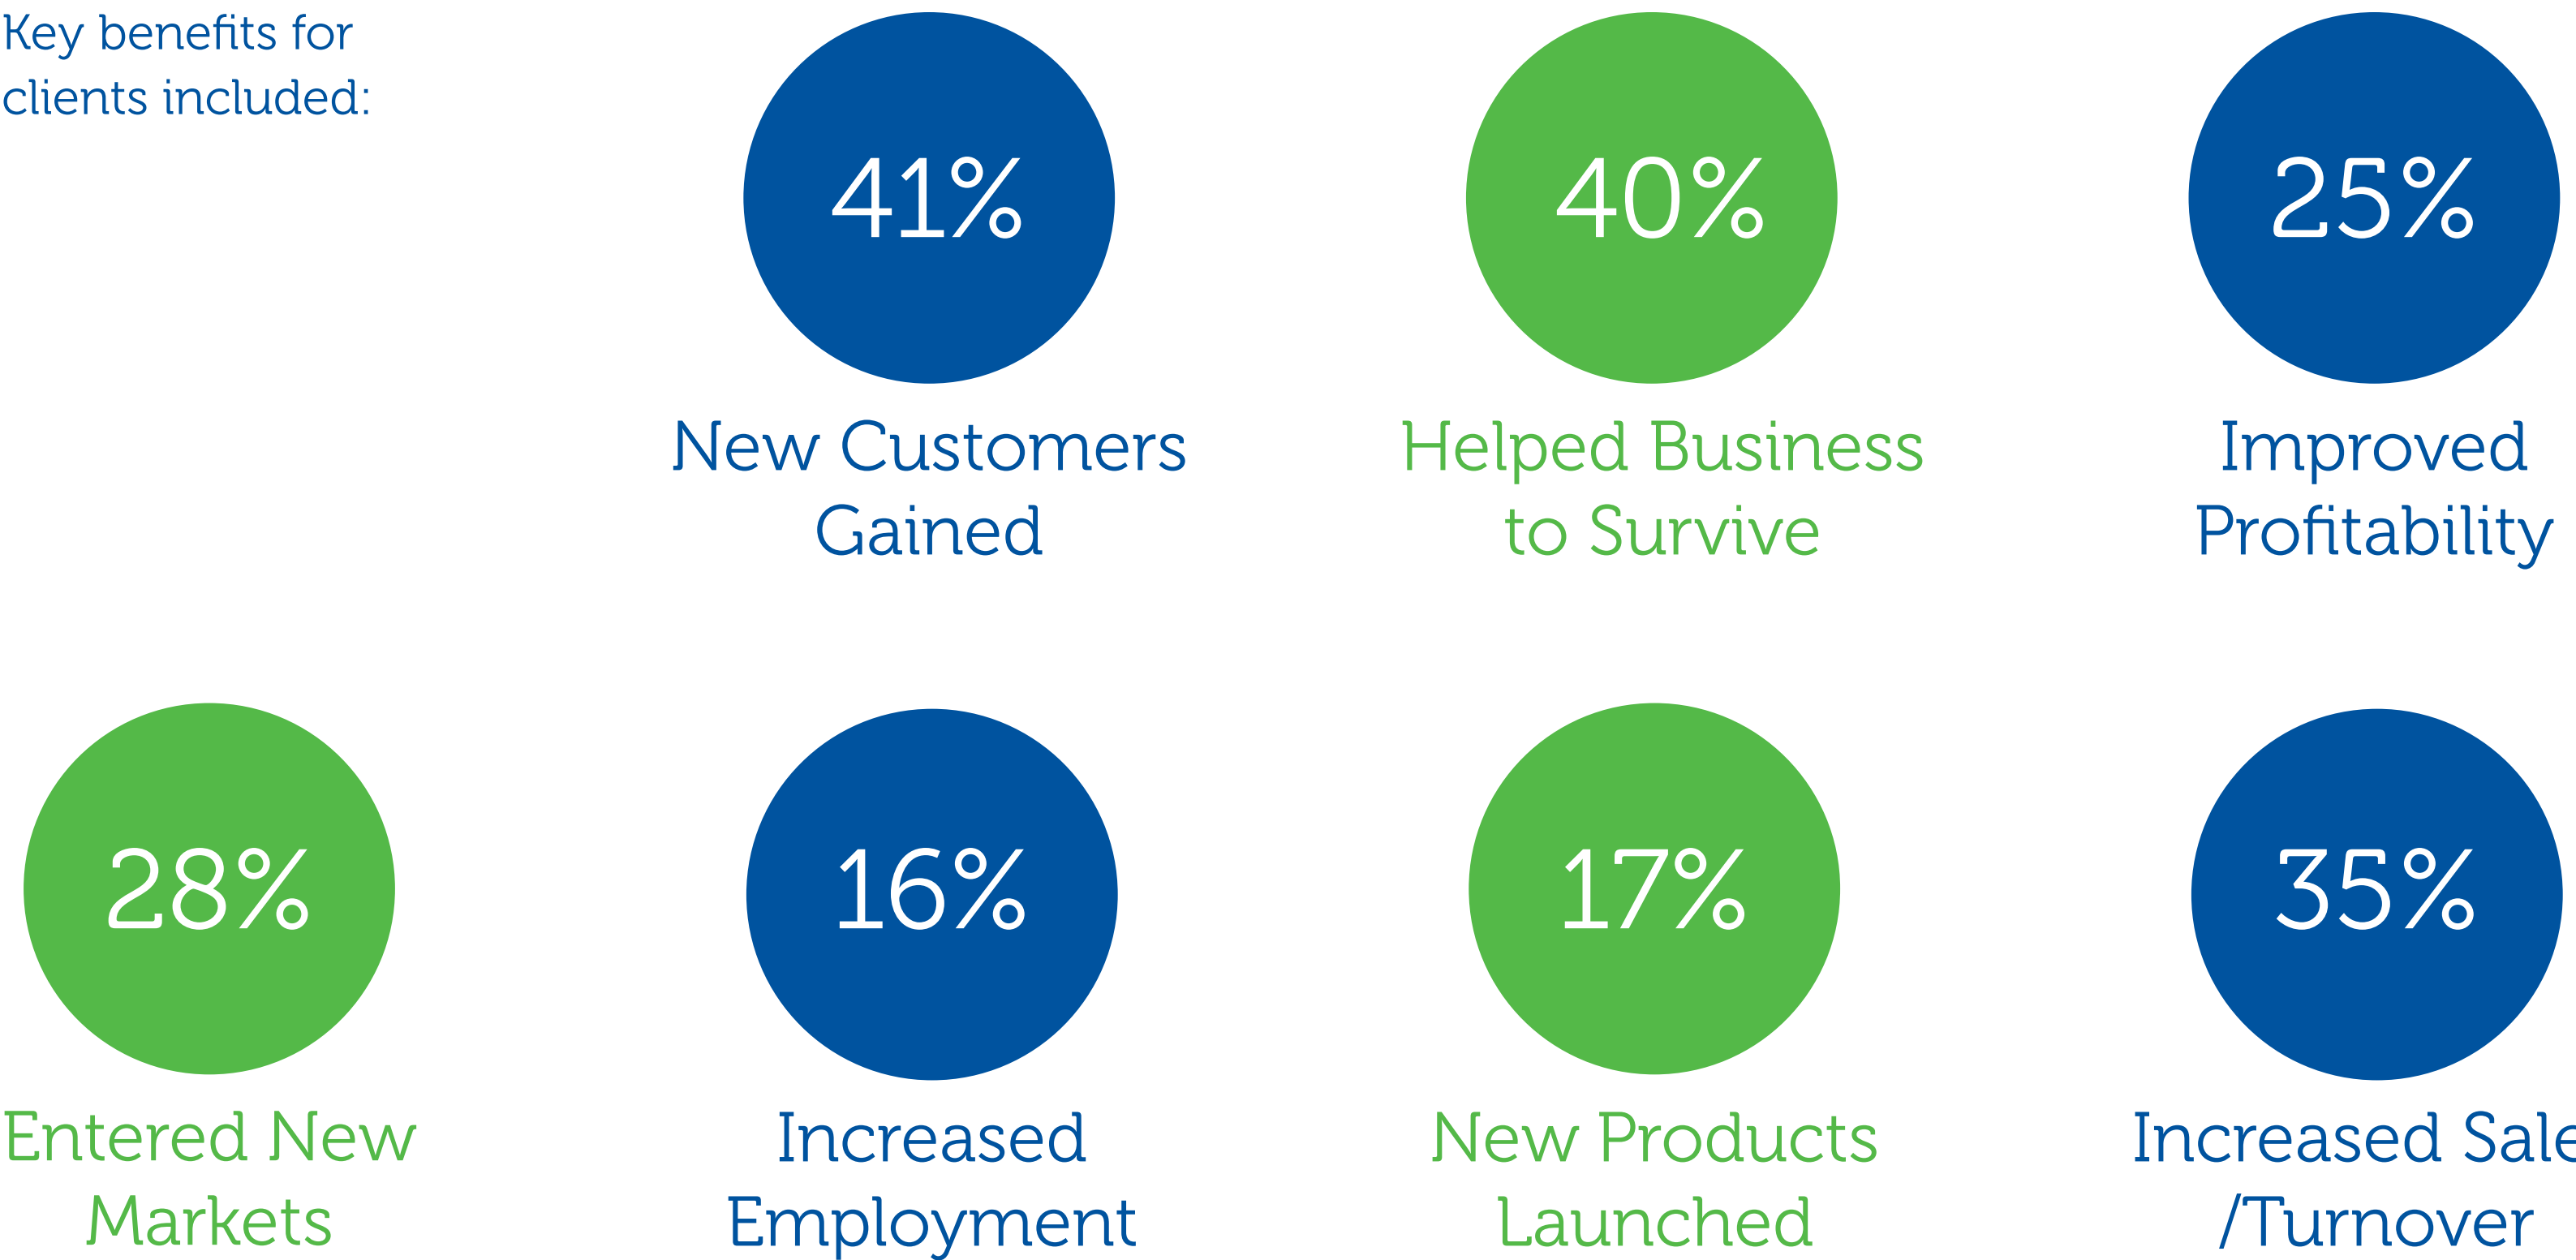 Key benefits for
clients included:
41%
New Customers
Gained
40%
Helped Business
to Survive
25%
Improved
Profitability
28%
Entered New
Markets
16%
Increased
Employment
17%
New Products
Launched
35%
Increased Sale
/Turnover